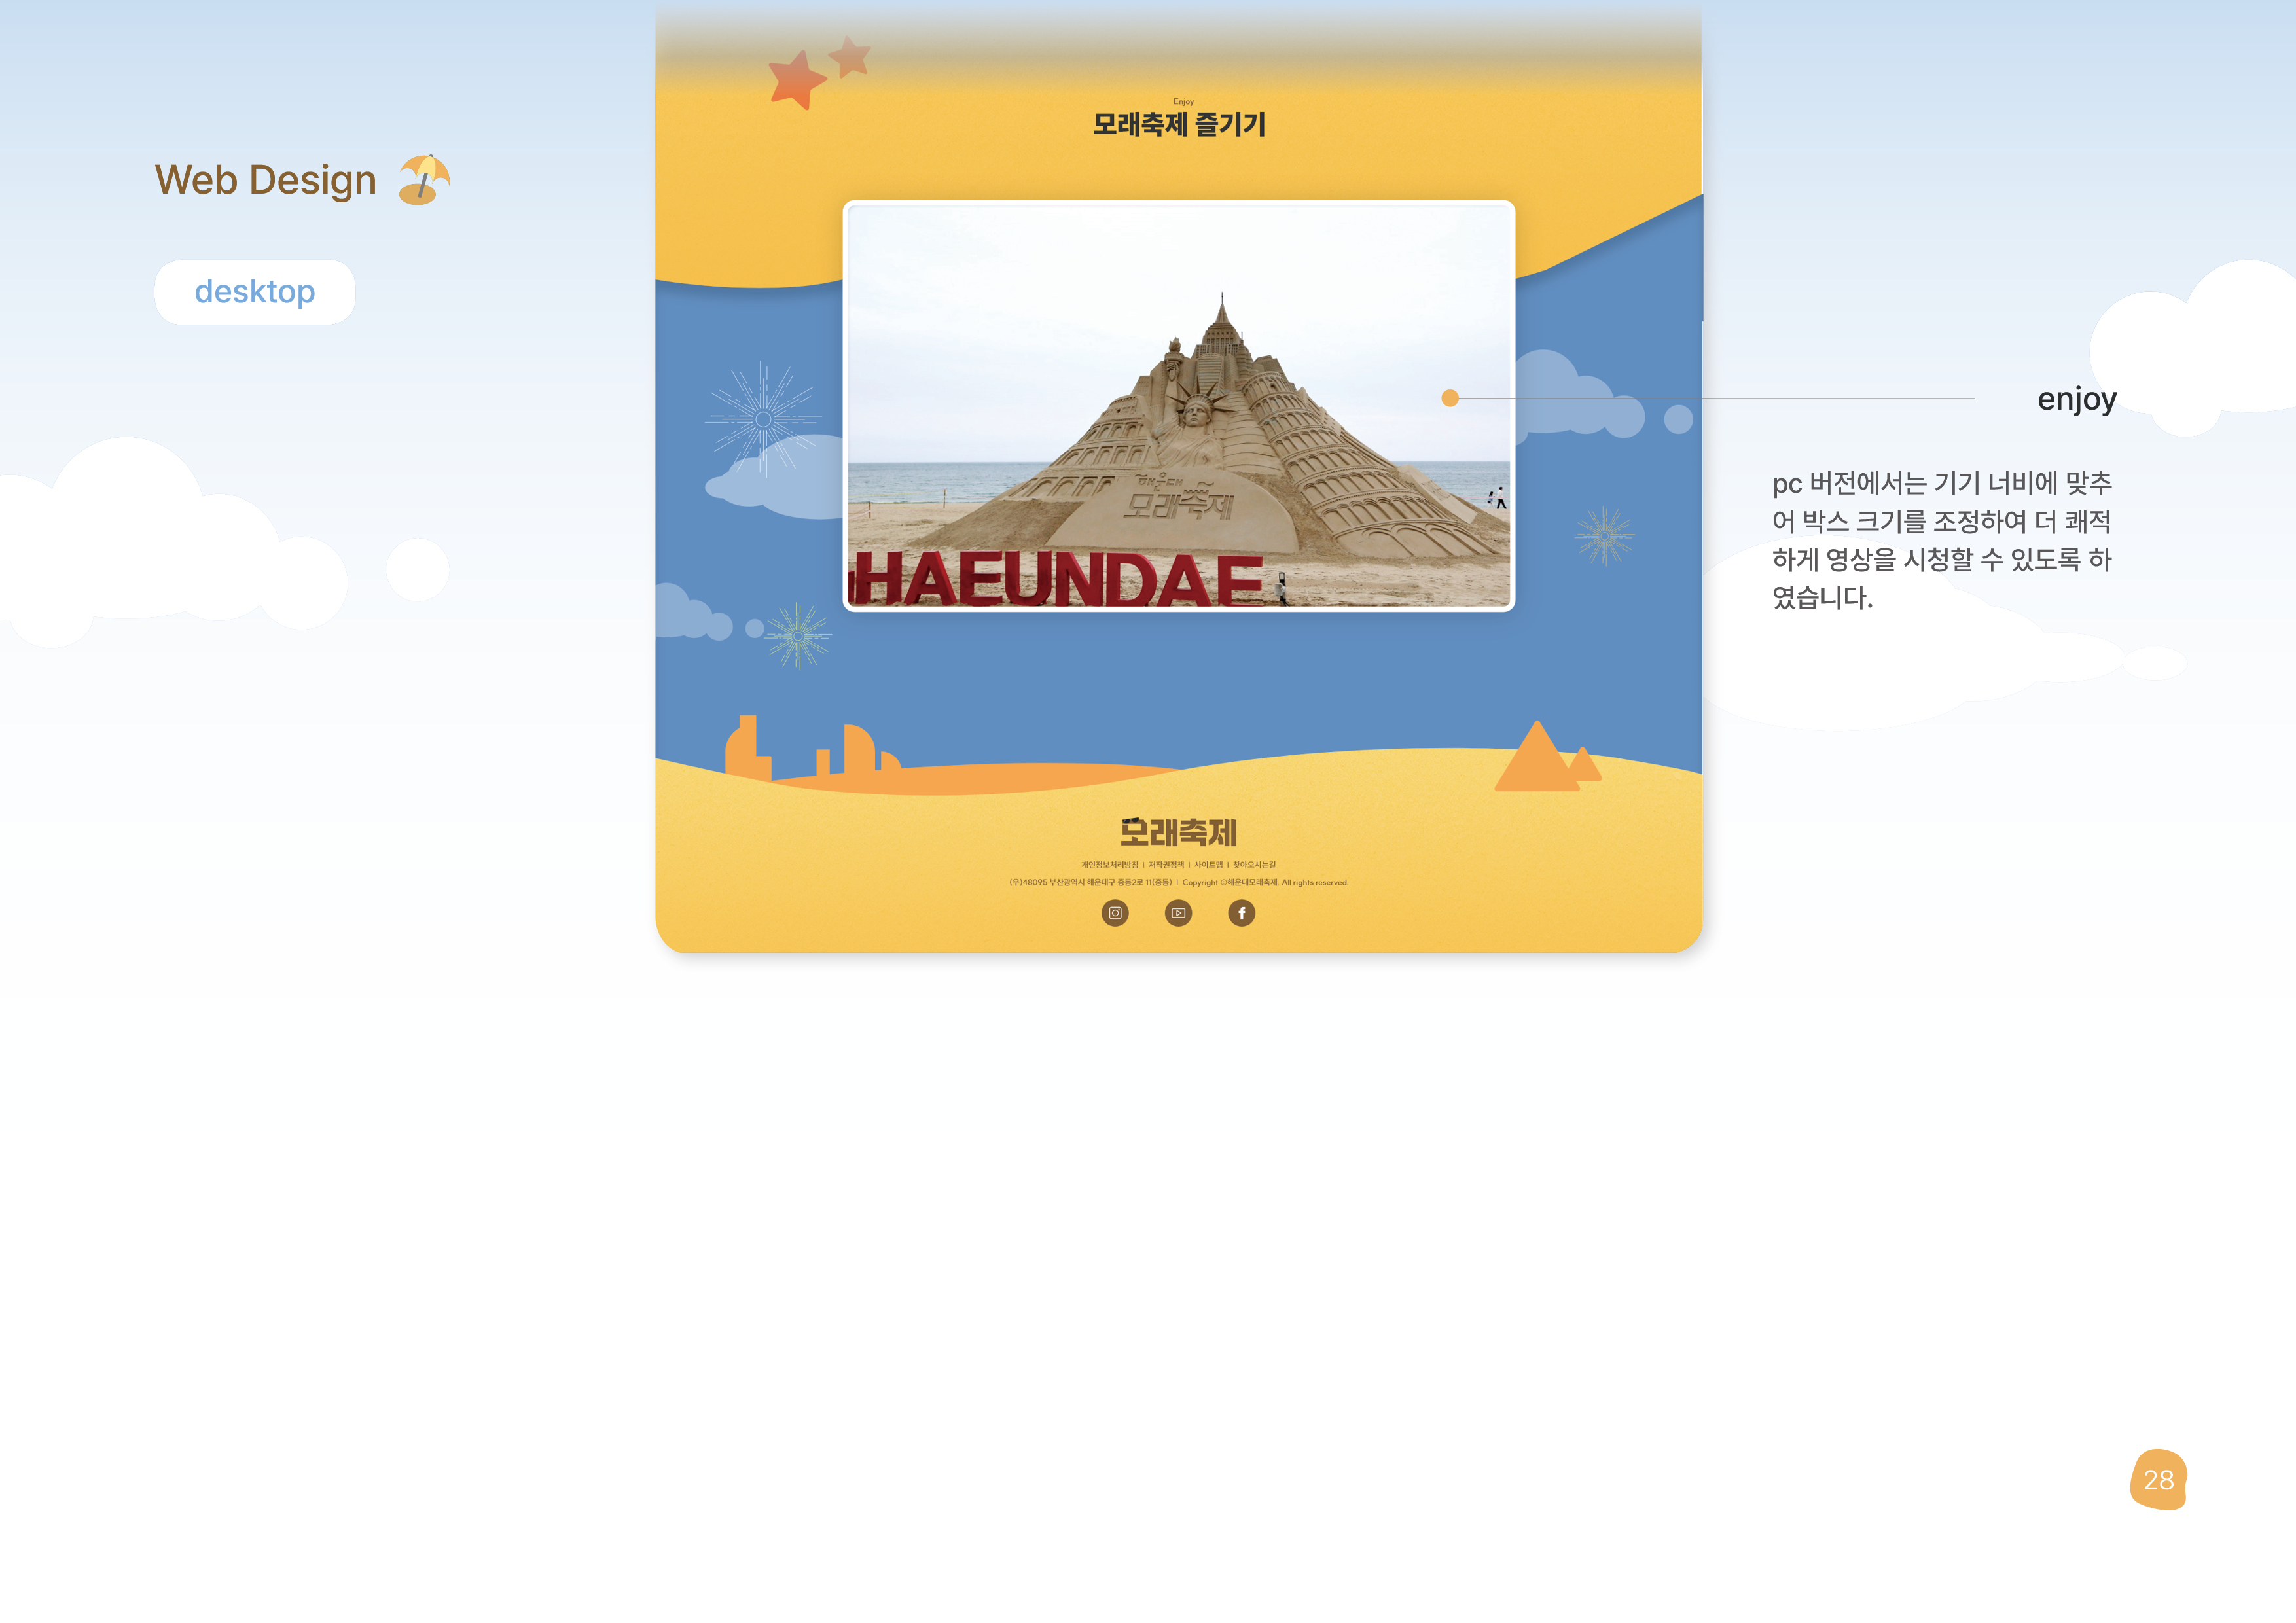 Web Design
desktop
Enjoy
모래축제 즐기기
해운대
모래축제
HAEUNDAE
enjoy
pc 버전에서는 기기 너비에 맞추
어 박스 크기를 조정하여 더 쾌적
하게 영상을 시청할 수 있도록 하
였습니다.
모래축제
개인정보처리방침 | 저작권정책 | 사이트맵 | 찾아오시는길
(우)48095 부산광역시 해운대구 중동2로 11(중동) | Copyright ©해운대모래축제. All rights reserved.
28